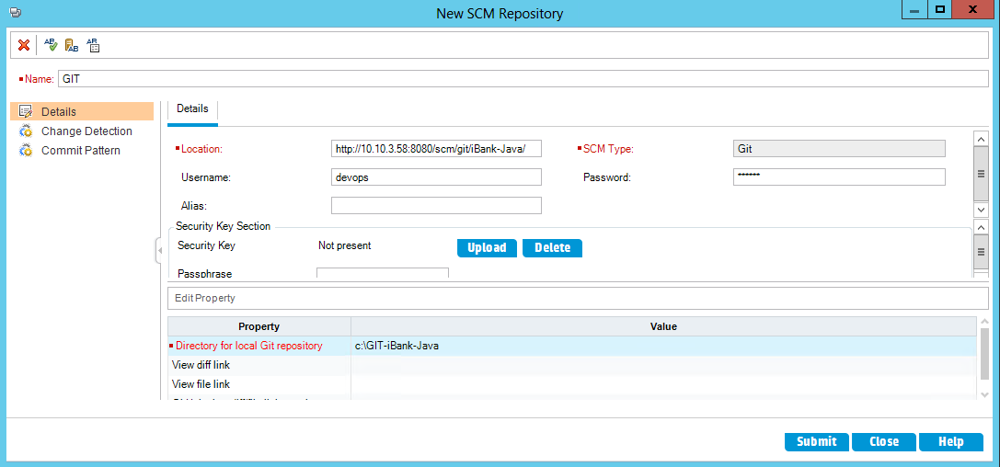 New SCM Repository
Name: GIT
Details
Change Detection
Commit Pattern
Details
Location: http://10.10.3.58:8080/scm/git/iBank-Java/ SCM Type: Git
Username: devops Password: ******
Alias:
Security Key Section
Security Key Not present Upload Delete
Passphrase
Edit Property
Property Value
Directory for local Git repository c:\GIT-iBank-Java
View diff link
View file link
Submit Close Help